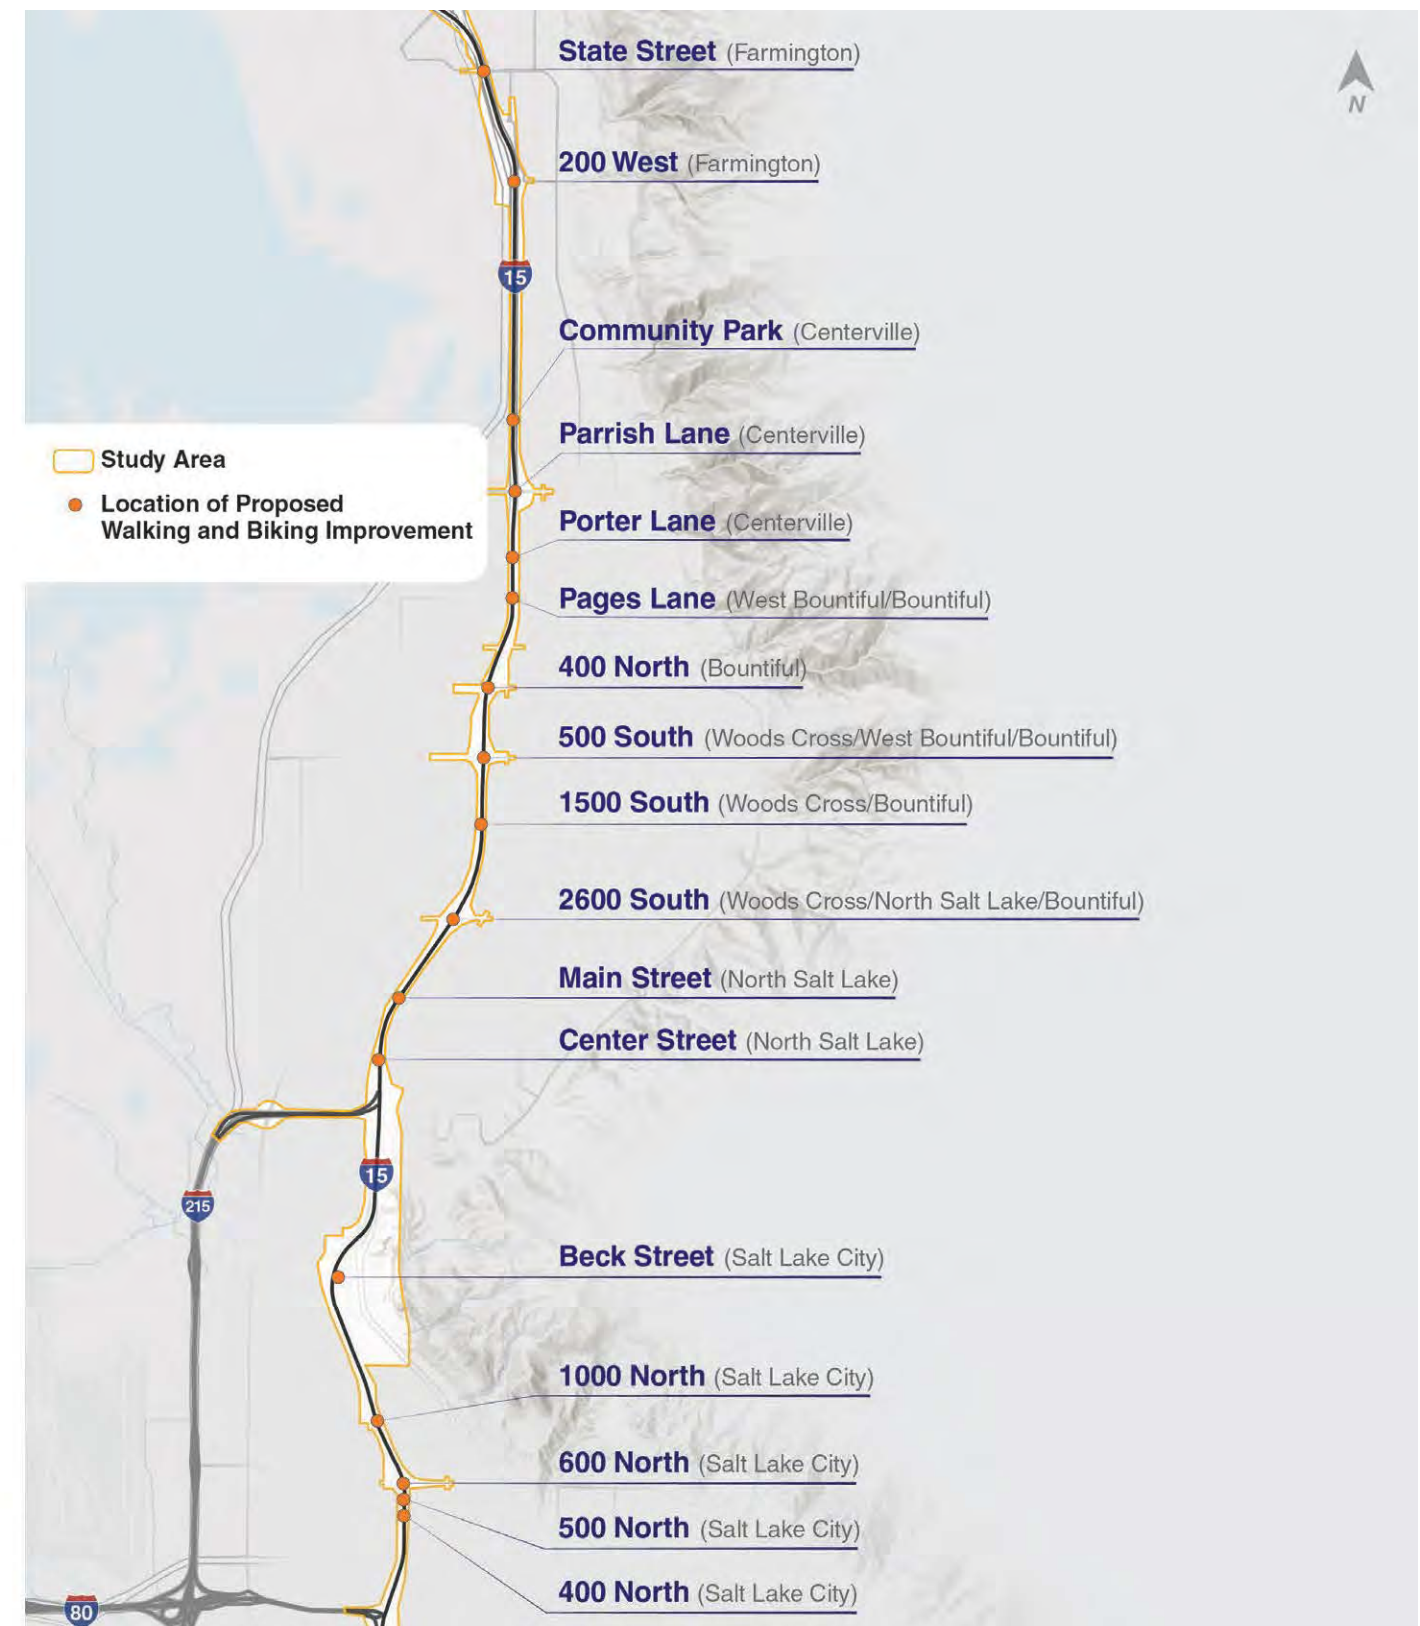 State Street (Farmington)
N
200 West (Farmington)
15
Community Park (Centerville)
Parrish Lane (Centerville)
Study Area
Location of Proposed
Walking and Biking Improvement
Porter Lane (Centerville)
Pages Lane (West Bountiful/Bountiful)
400 North (Bountiful)
500 South (Woods Cross/West Bountiful/Bountiful)
1500 South (Woods Cross/Bountiful)
2600 South (Woods Cross/North Salt Lake/Bountiful)
Main Street (North Salt Lake)
Center Street (North Salt Lake)
15
215
Beck Street (Salt Lake City)
1000 North (Salt Lake City)
600 North (Salt Lake City)
500 North (Salt Lake City)
400 North (Salt Lake City)
80